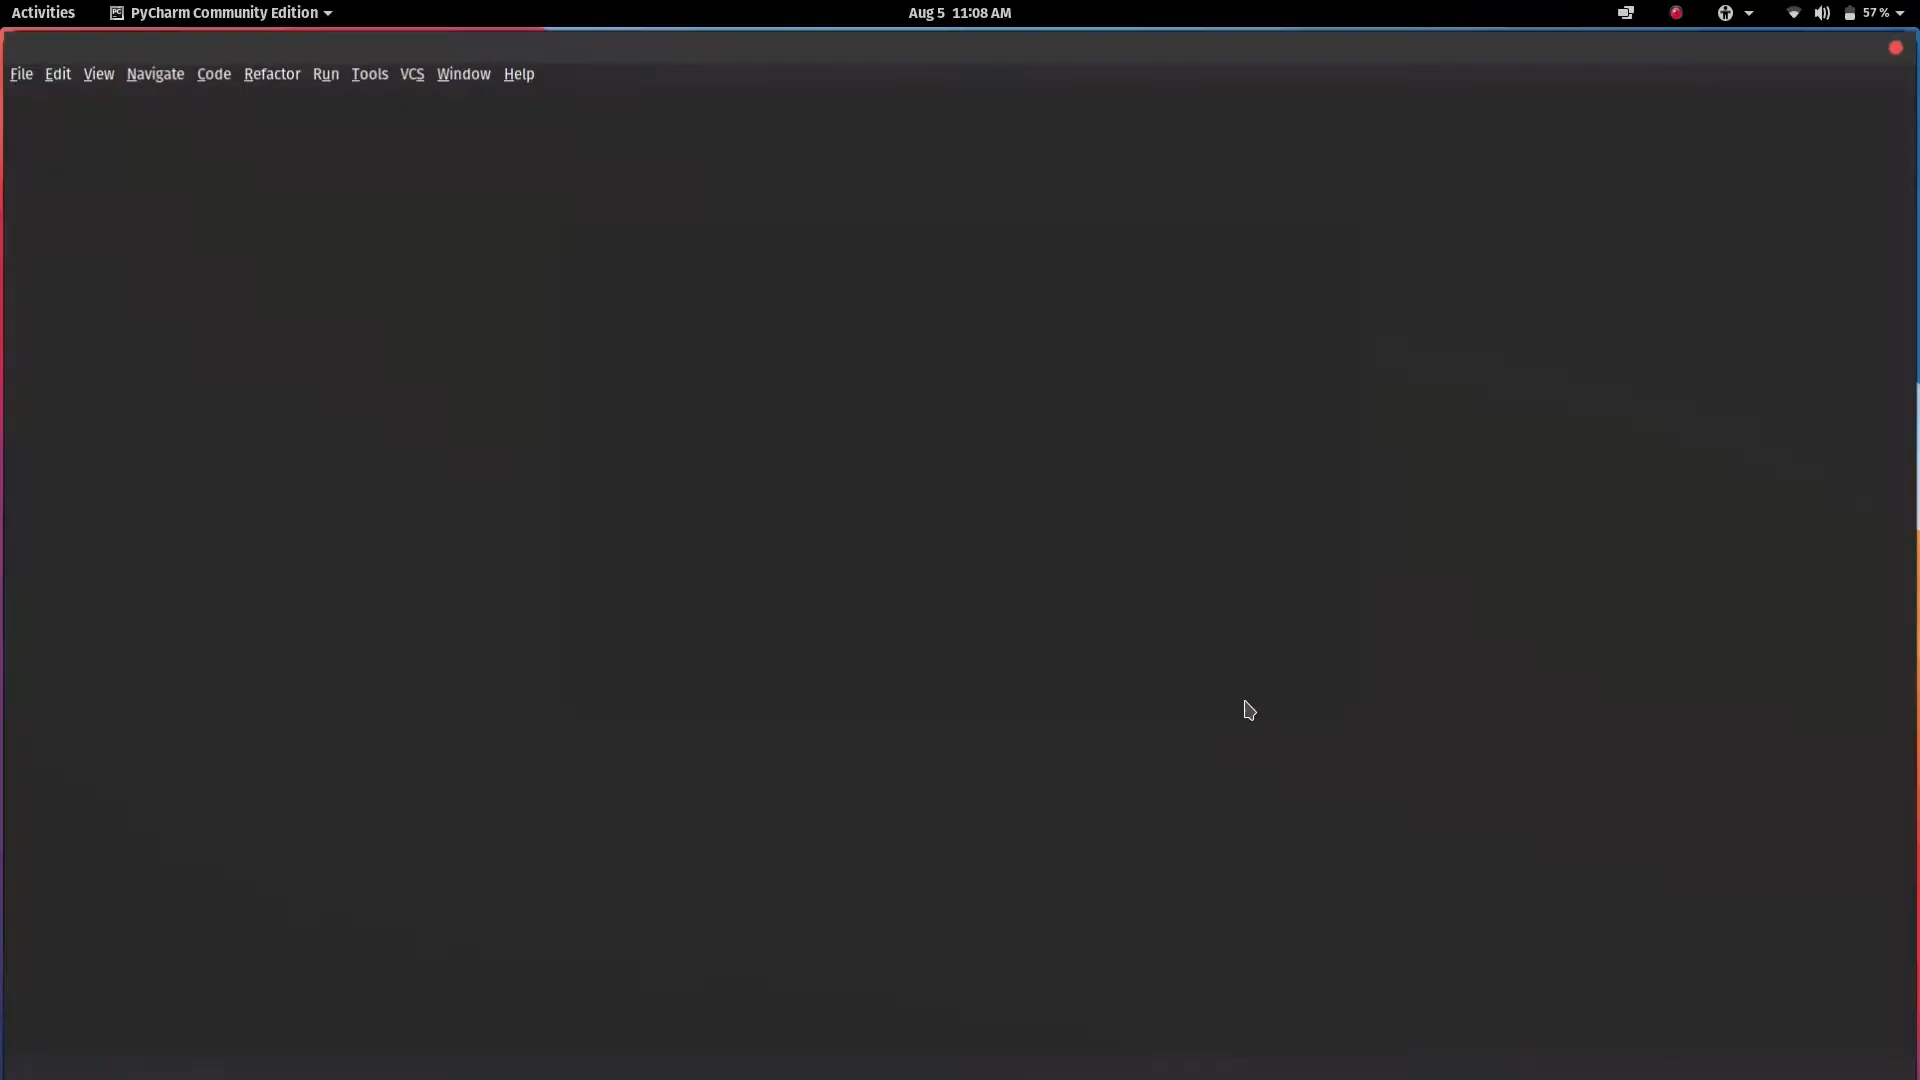 Activities PyCharm Community Edition Aug 5 11:08 AM 57 %
File Edit View Navigate Code Refactor Run Tools VCS Window Help